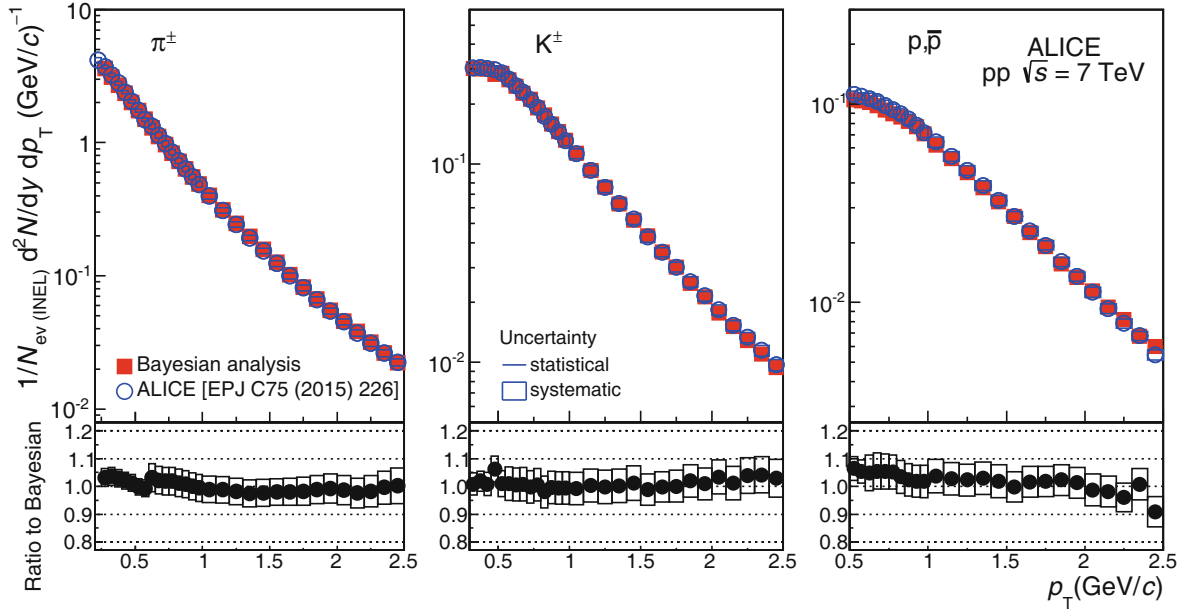 1/N_ev (INEL) d²N/dy dp_T (GeV/c)⁻¹
10
1
10⁻¹
10⁻²
π±
Bayesian analysis
ALICE [EPJ C75 (2015) 226]
K±
10⁻¹
10⁻²
Uncertainty
statistical
systematic
p,p̅
ALICE
pp √s = 7 TeV
10⁻¹
10⁻²
Ratio to Bayesian
1.2
1.1
1.0
0.9
0.8
0.5 1 1.5 2 2.5
1.2
1.1
1.0
0.9
0.8
0.5 1 1.5 2 2.5
1.2
1.1
1.0
0.9
0.8
0.5 1 1.5 2 2.5
p_T (GeV/c)